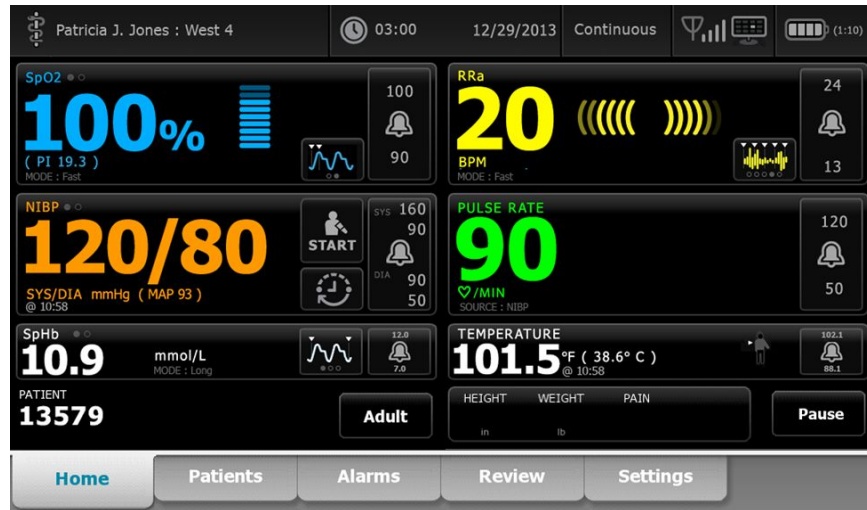 Patricia J. Jones : West 4
03:00
12/29/2013
Continuous
(1:10)
SpO2
100%
( PI 19.3 )
MODE : Fast
100
90
RRa
20
BPM
MODE : Fast
24
13
NIBP
120/80
SYS/DIA mmHg ( MAP 93 )
@ 10:58
START
SYS 160
90
DIA 90
50
PULSE RATE
90
/MIN
SOURCE : NIBP
120
50
SpHb
10.9
mmol/L
MODE : Long
12.0
7.0
TEMPERATURE
101.5 °F ( 38.6° C )
@ 10:58
102.1
88.1
PATIENT
13579
Adult
HEIGHT WEIGHT PAIN
in lb
Pause
Home Patients Alarms Review Settings